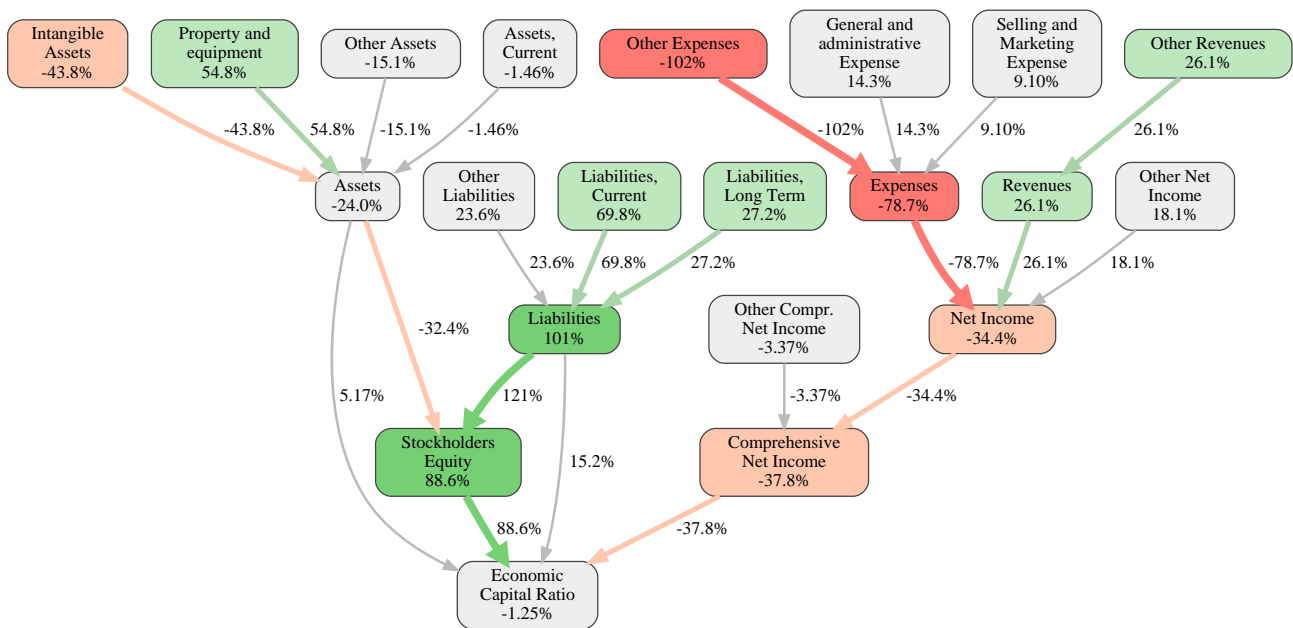 Intangible
Assets
-43.8%
Property and
equipment
54.8%
Other Assets
-15.1%
Assets,
Current
-1.46%
Other Expenses
-102%
General and
administrative
Expense
14.3%
Selling and
Marketing
Expense
9.10%
Other Revenues
26.1%
-43.8%
54.8%
-15.1%
-1.46%
-102%
14.3%
9.10%
26.1%
Assets
-24.0%
Other
Liabilities
23.6%
Liabilities,
Current
69.8%
Liabilities,
Long Term
27.2%
Expenses
-78.7%
Revenues
26.1%
Other Net
Income
18.1%
23.6%
69.8%
27.2%
-78.7%
26.1%
18.1%
-32.4%
Liabilities
101%
Other Compr.
Net Income
-3.37%
Net Income
-34.4%
5.17%
121%
-3.37%
-34.4%
Stockholders
Equity
88.6%
15.2%
Comprehensive
Net Income
-37.8%
88.6%
-37.8%
Economic
Capital Ratio
-1.25%